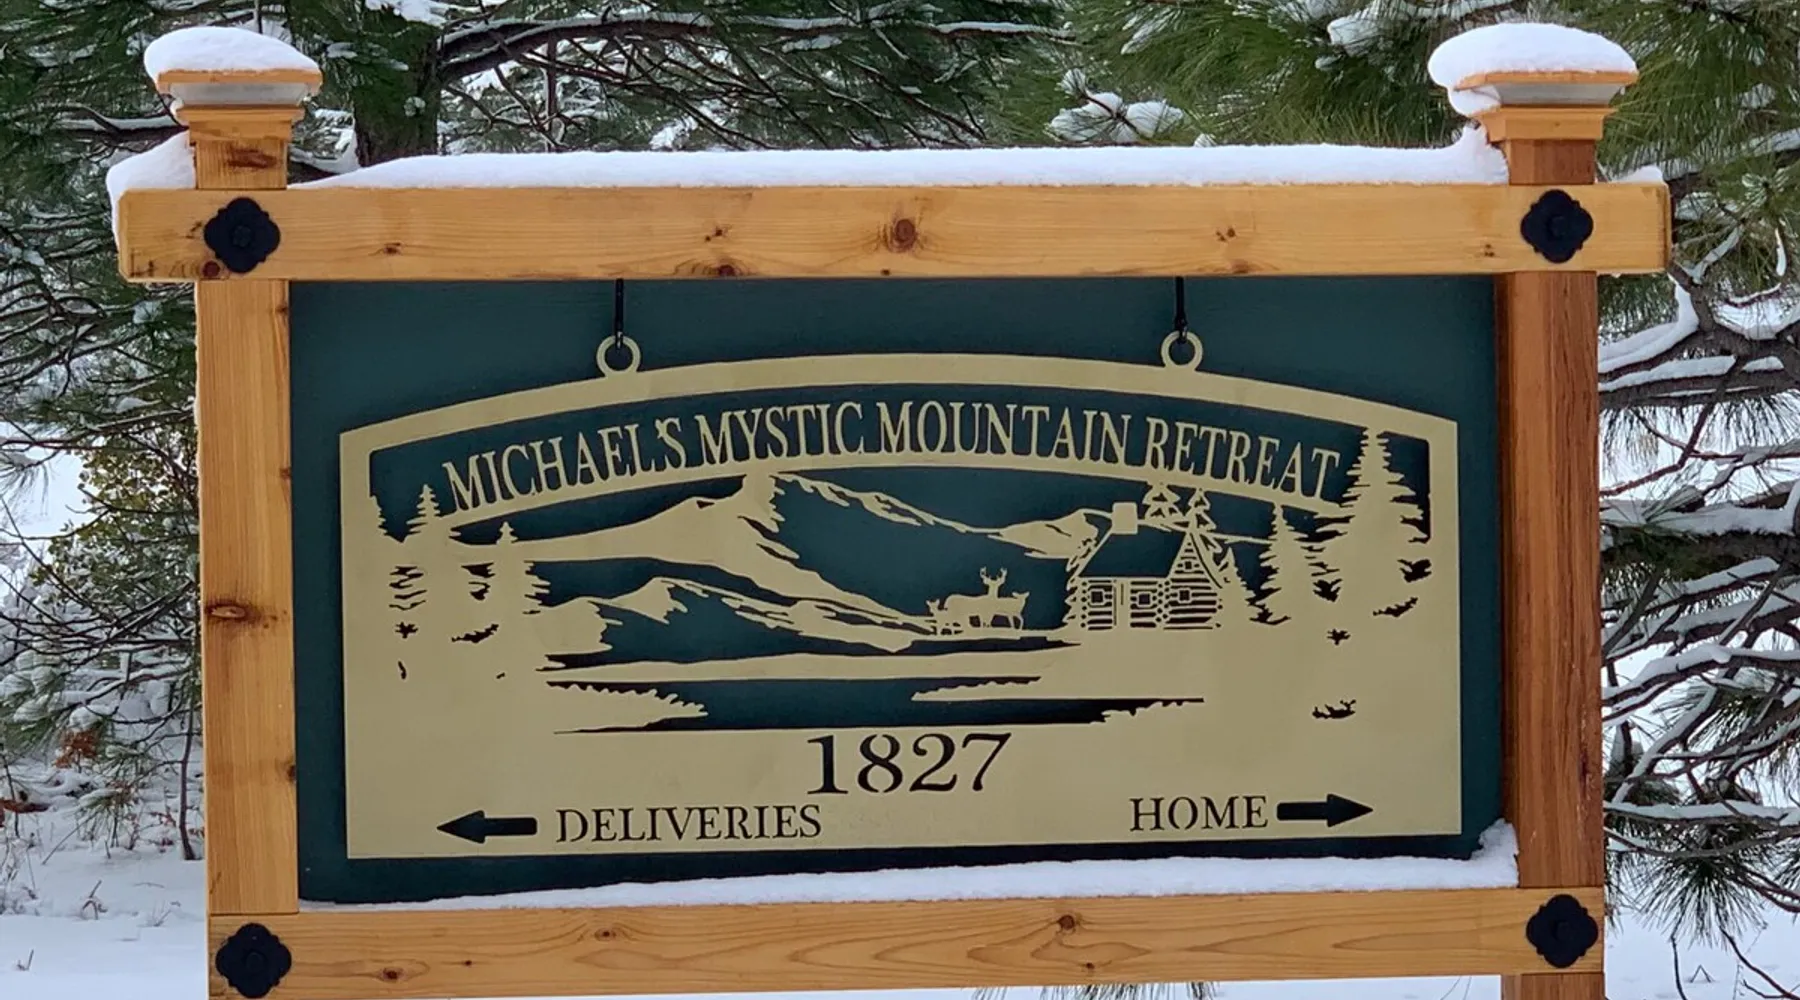 MICHAEL'S MYSTIC MOUNTAIN RETREAT
1827
DELIVERIES HOME